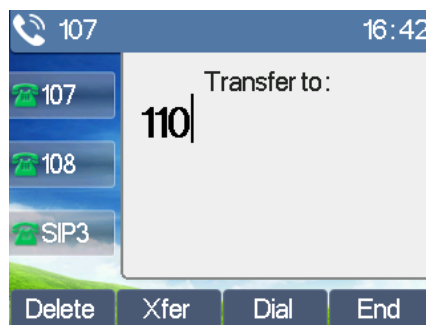 107 16:42
107
108
SIP3
Transfer to:
110
Delete Xfer Dial End